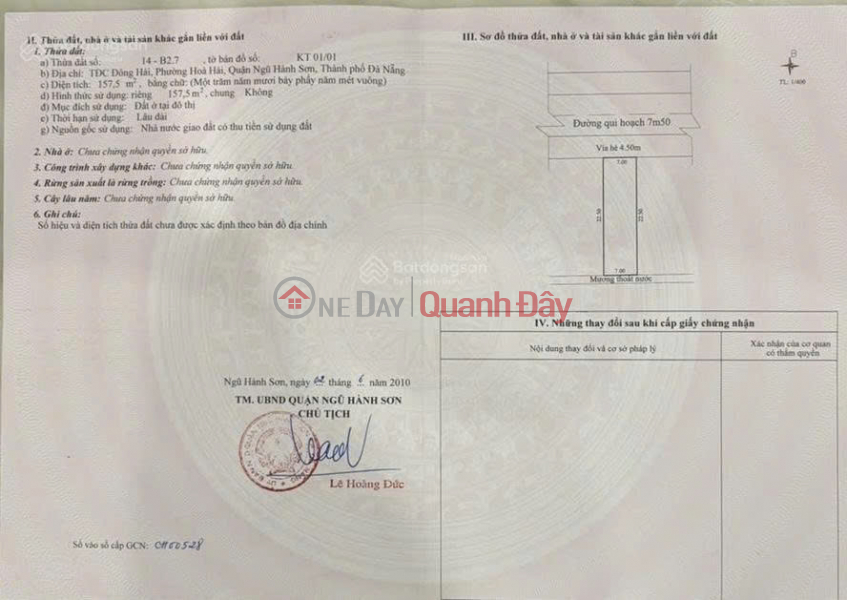 II. Thửa đất, nhà ở và tài sản khác gắn liền với đất
1. Thửa đất:
a) Thửa đất số: 14 - B2.7 , tờ bản đồ số: KT 01/01
b) Địa chỉ: TĐC Đông Hải, Phường Hoà Hải, Quận Ngũ Hành Sơn, Thành phố Đà Nẵng
c) Diện tích: 157,5 m², bằng chữ: (Một trăm năm mươi bảy phẩy năm mét vuông)
d) Hình thức sử dụng: riêng 157,5 m², chung Không
đ) Mục đích sử dụng: Đất ở tại đô thị
e) Thời hạn sử dụng: Lâu dài
g) Nguồn gốc sử dụng: Nhà nước giao đất có thu tiền sử dụng đất
2. Nhà ở: Chưa chứng nhận quyền sở hữu.
3. Công trình xây dựng khác: Chưa chứng nhận quyền sở hữu.
4. Rừng sản xuất là rừng trồng: Chưa chứng nhận quyền sở hữu.
5. Cây lâu năm: Chưa chứng nhận quyền sở hữu.
6. Ghi chú:
Số hiệu và diện tích thửa đất chưa được xác định theo bản đồ địa chính
Ngũ Hành Sơn, ngày tháng 6 năm 2010
TM. UBND QUẬN NGŨ HÀNH SƠN
CHỦ TỊCH
Lê Hoàng Đức
Số vào sổ cấp GCN: CH00528
III. Sơ đồ thửa đất, nhà ở và tài sản khác gắn liền với đất
B
TL: 1/400
Đường qui hoạch 7m50
Vỉa hè 4.50m
7.00
22.50
22.50
7.00
Mương thoát nước
Batdongsan
ONE DAY Quanh Đây
IV. Những thay đổi sau khi cấp giấy chứng nhận
Nội dung thay đổi và cơ sở pháp lý
Xác nhận của cơ quan
có thẩm quyền